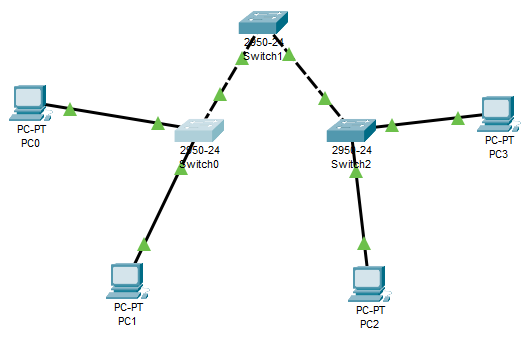 2950-24
Switch1
PC-PT
PC0
2950-24
Switch0
2950-24
Switch2
PC-PT
PC3
PC-PT
PC1
PC-PT
PC2